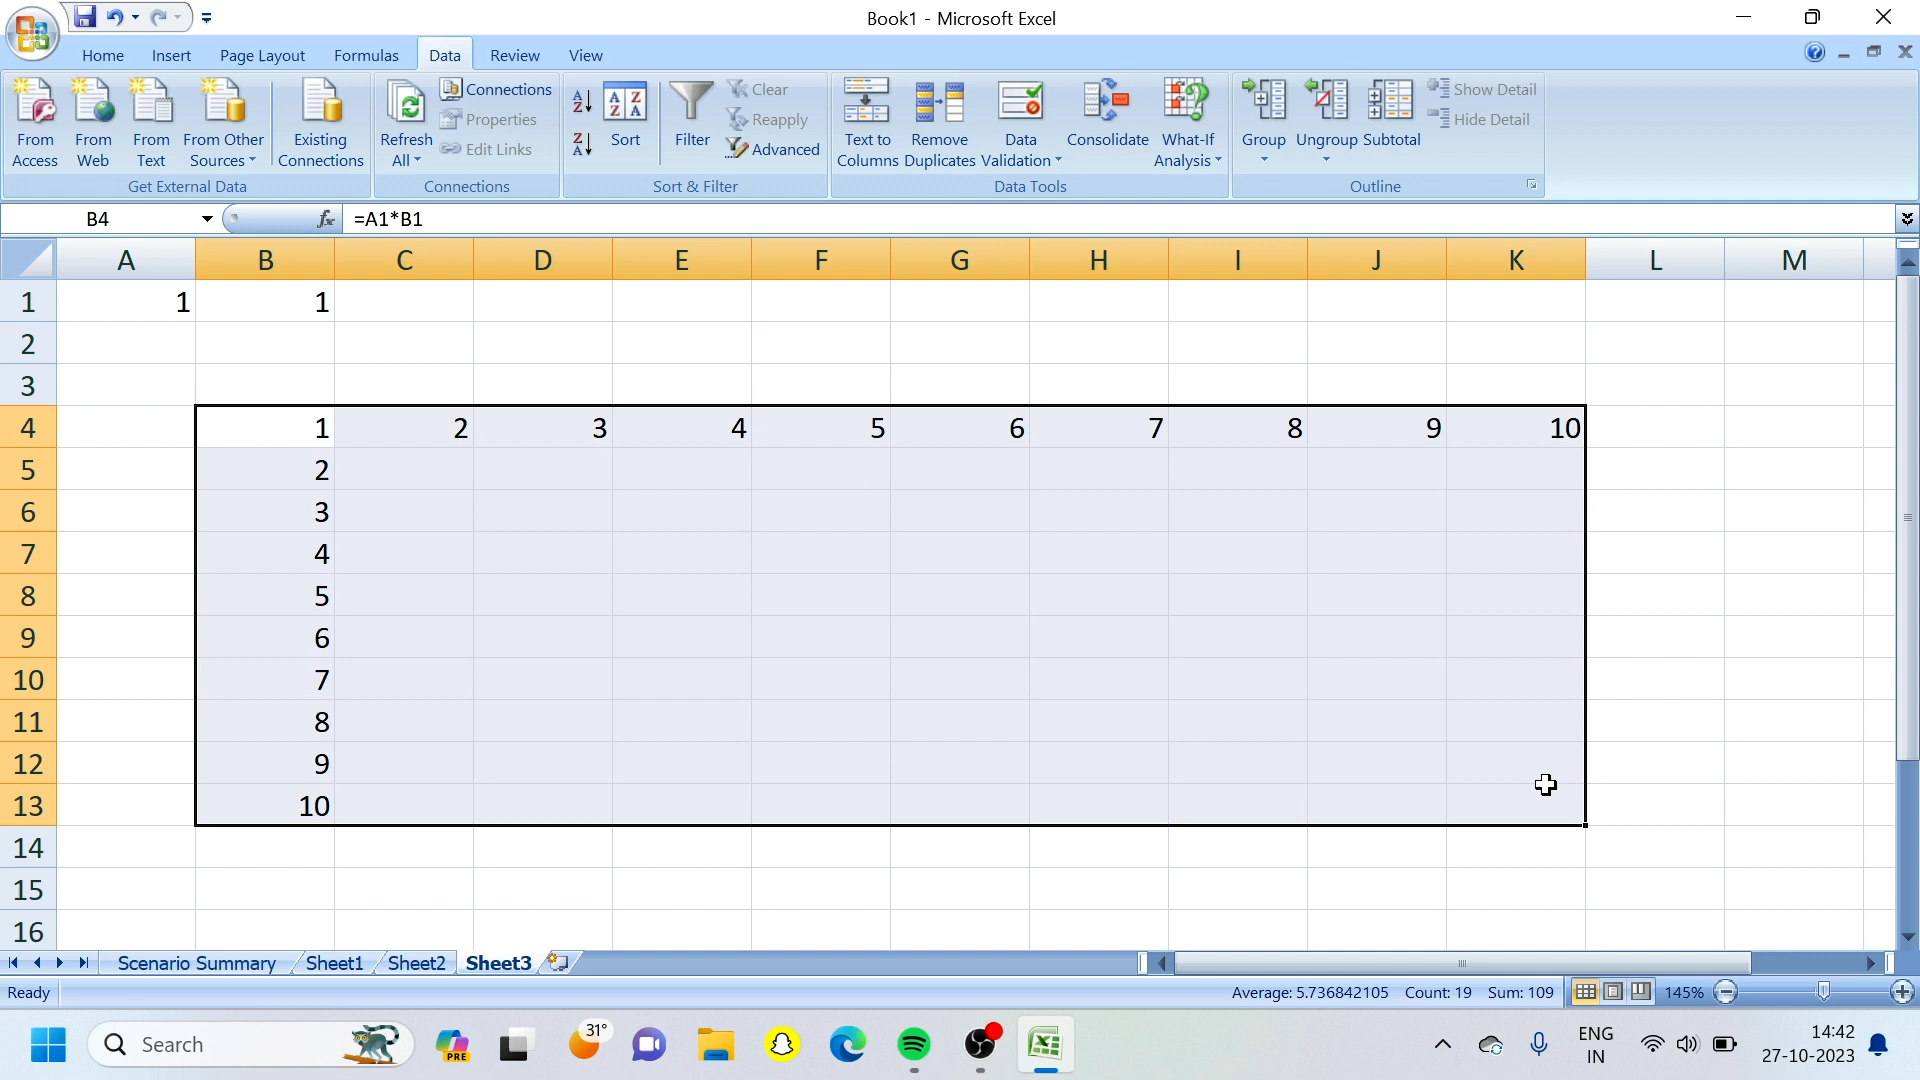 Book1 - Microsoft Excel
Home Insert Page Layout Formulas Data Review View
From Access
From Web
From Text
From Other Sources
Existing Connections
Get External Data
Refresh All
Connections
Properties
Edit Links
Connections
Sort
Filter
Clear
Reapply
Advanced
Sort & Filter
Text to Columns
Remove Duplicates
Data Validation
Consolidate
What-If Analysis
Data Tools
Group
Ungroup
Subtotal
Show Detail
Hide Detail
Outline
B4 fx =A1*B1
A B C D E F G H I J K L M
1 1 1
2
3
4 1 2 3 4 5 6 7 8 9 10
5 2
6 3
7 4
8 5
9 6
10 7
11 8
12 9
13 10
14
15
16
Scenario Summary Sheet1 Sheet2 Sheet3
Ready Average: 5.736842105 Count: 19 Sum: 109 145%
Search PRE 31° ENG 14:42
IN 27-10-2023